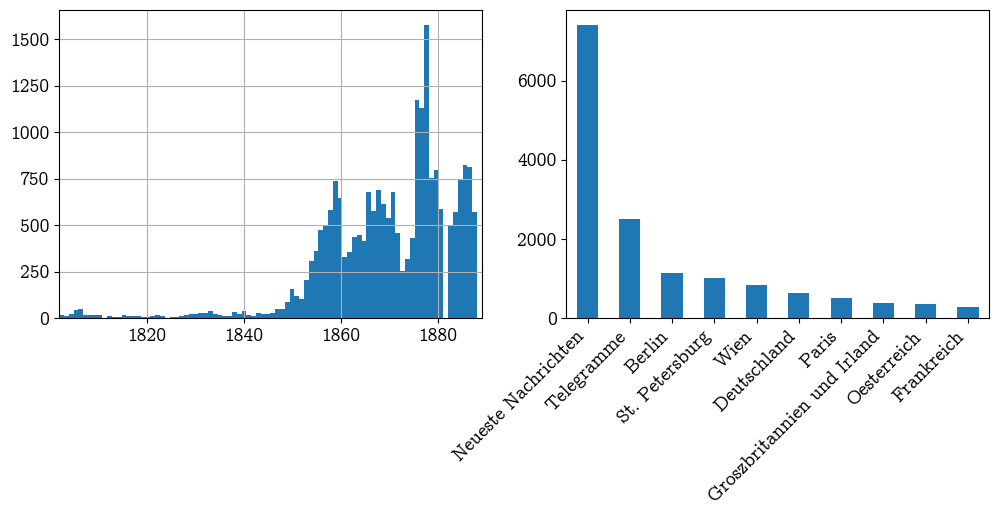 1500
1250
1000
750
500
250
0
1820
1840
1860
1880
6000
4000
2000
0
Neueste Nachrichten
Telegramme
Berlin
St. Petersburg
Wien
Deutschland
Paris
Groszbritannien und Irland
Oesterreich
Frankreich